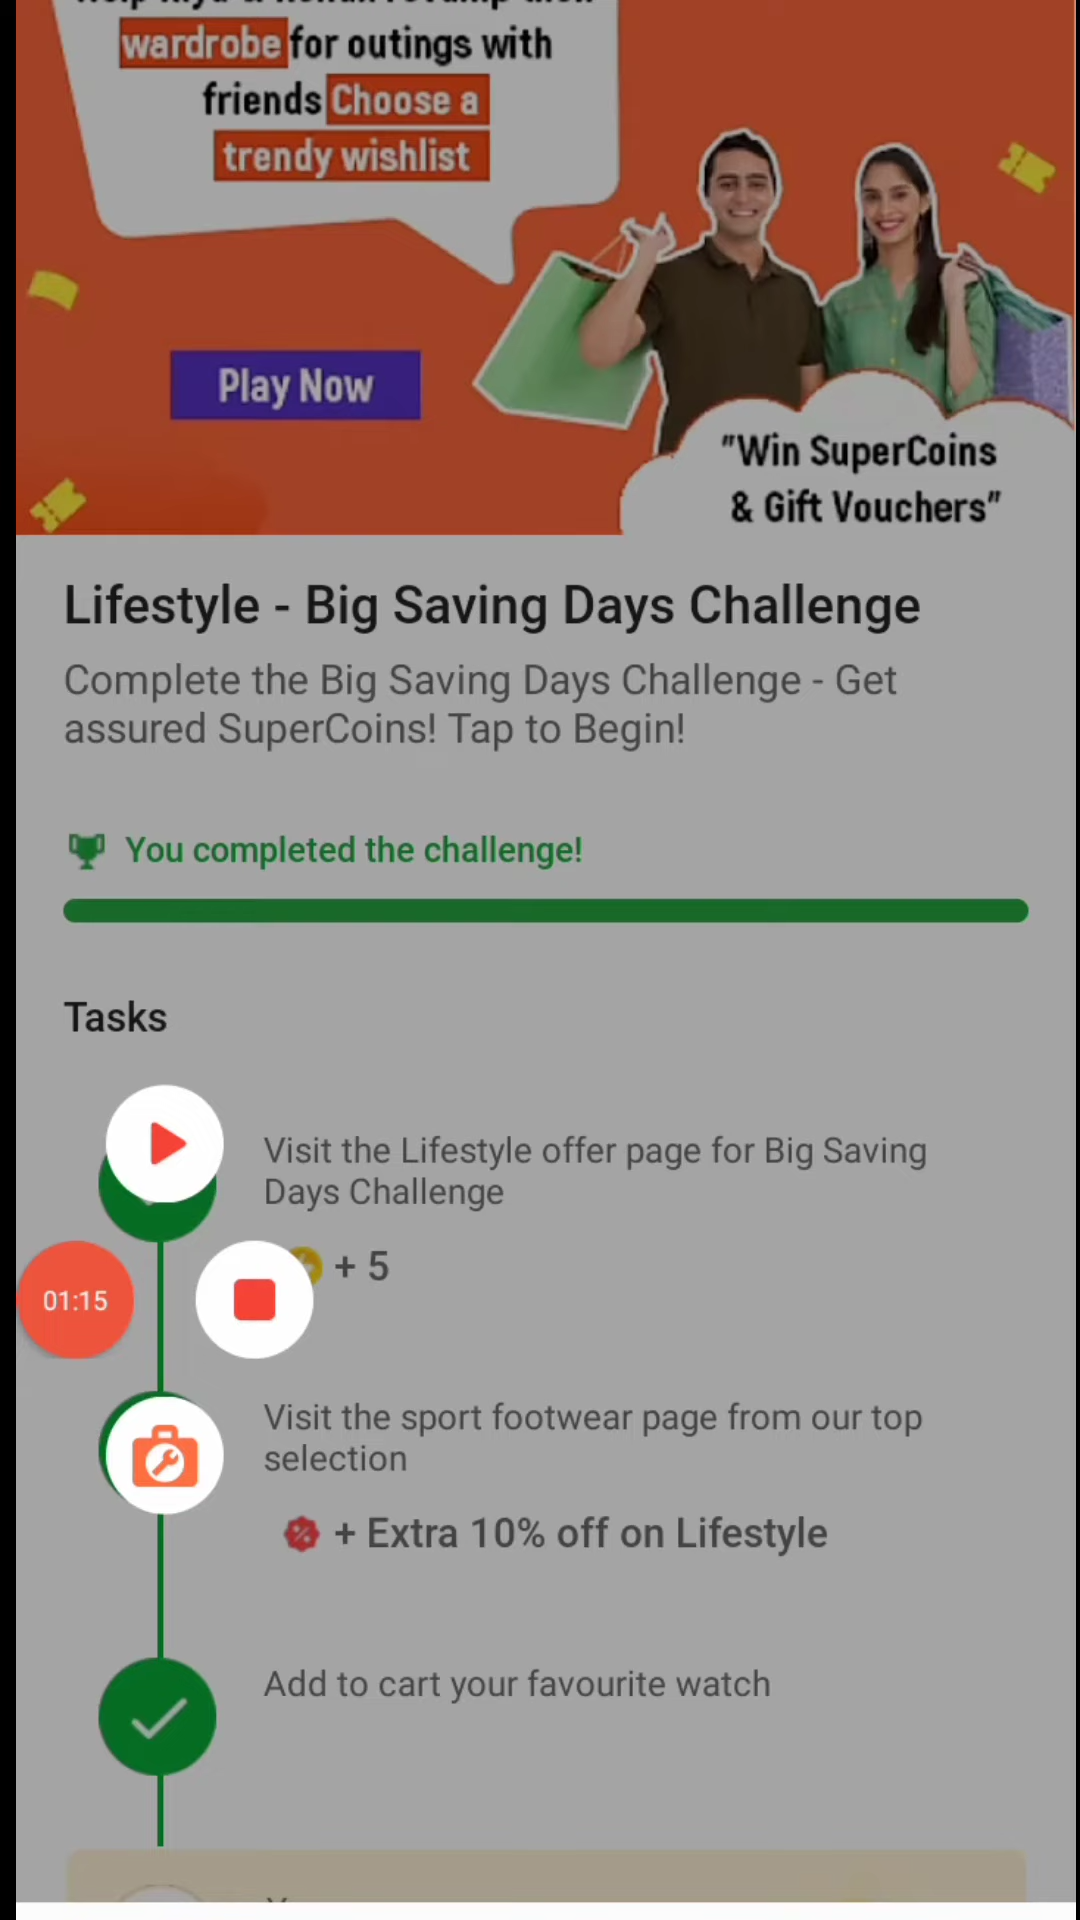 wardrobe for outings with
friends Choose a
trendy wishlist
Play Now
"Win SuperCoins
& Gift Vouchers"
Lifestyle - Big Saving Days Challenge
Complete the Big Saving Days Challenge - Get
assured SuperCoins! Tap to Begin!
You completed the challenge!
Tasks
Visit the Lifestyle offer page for Big Saving
Days Challenge
+ 5
01:15
Visit the sport footwear page from our top
selection
+ Extra 10% off on Lifestyle
Add to cart your favourite watch